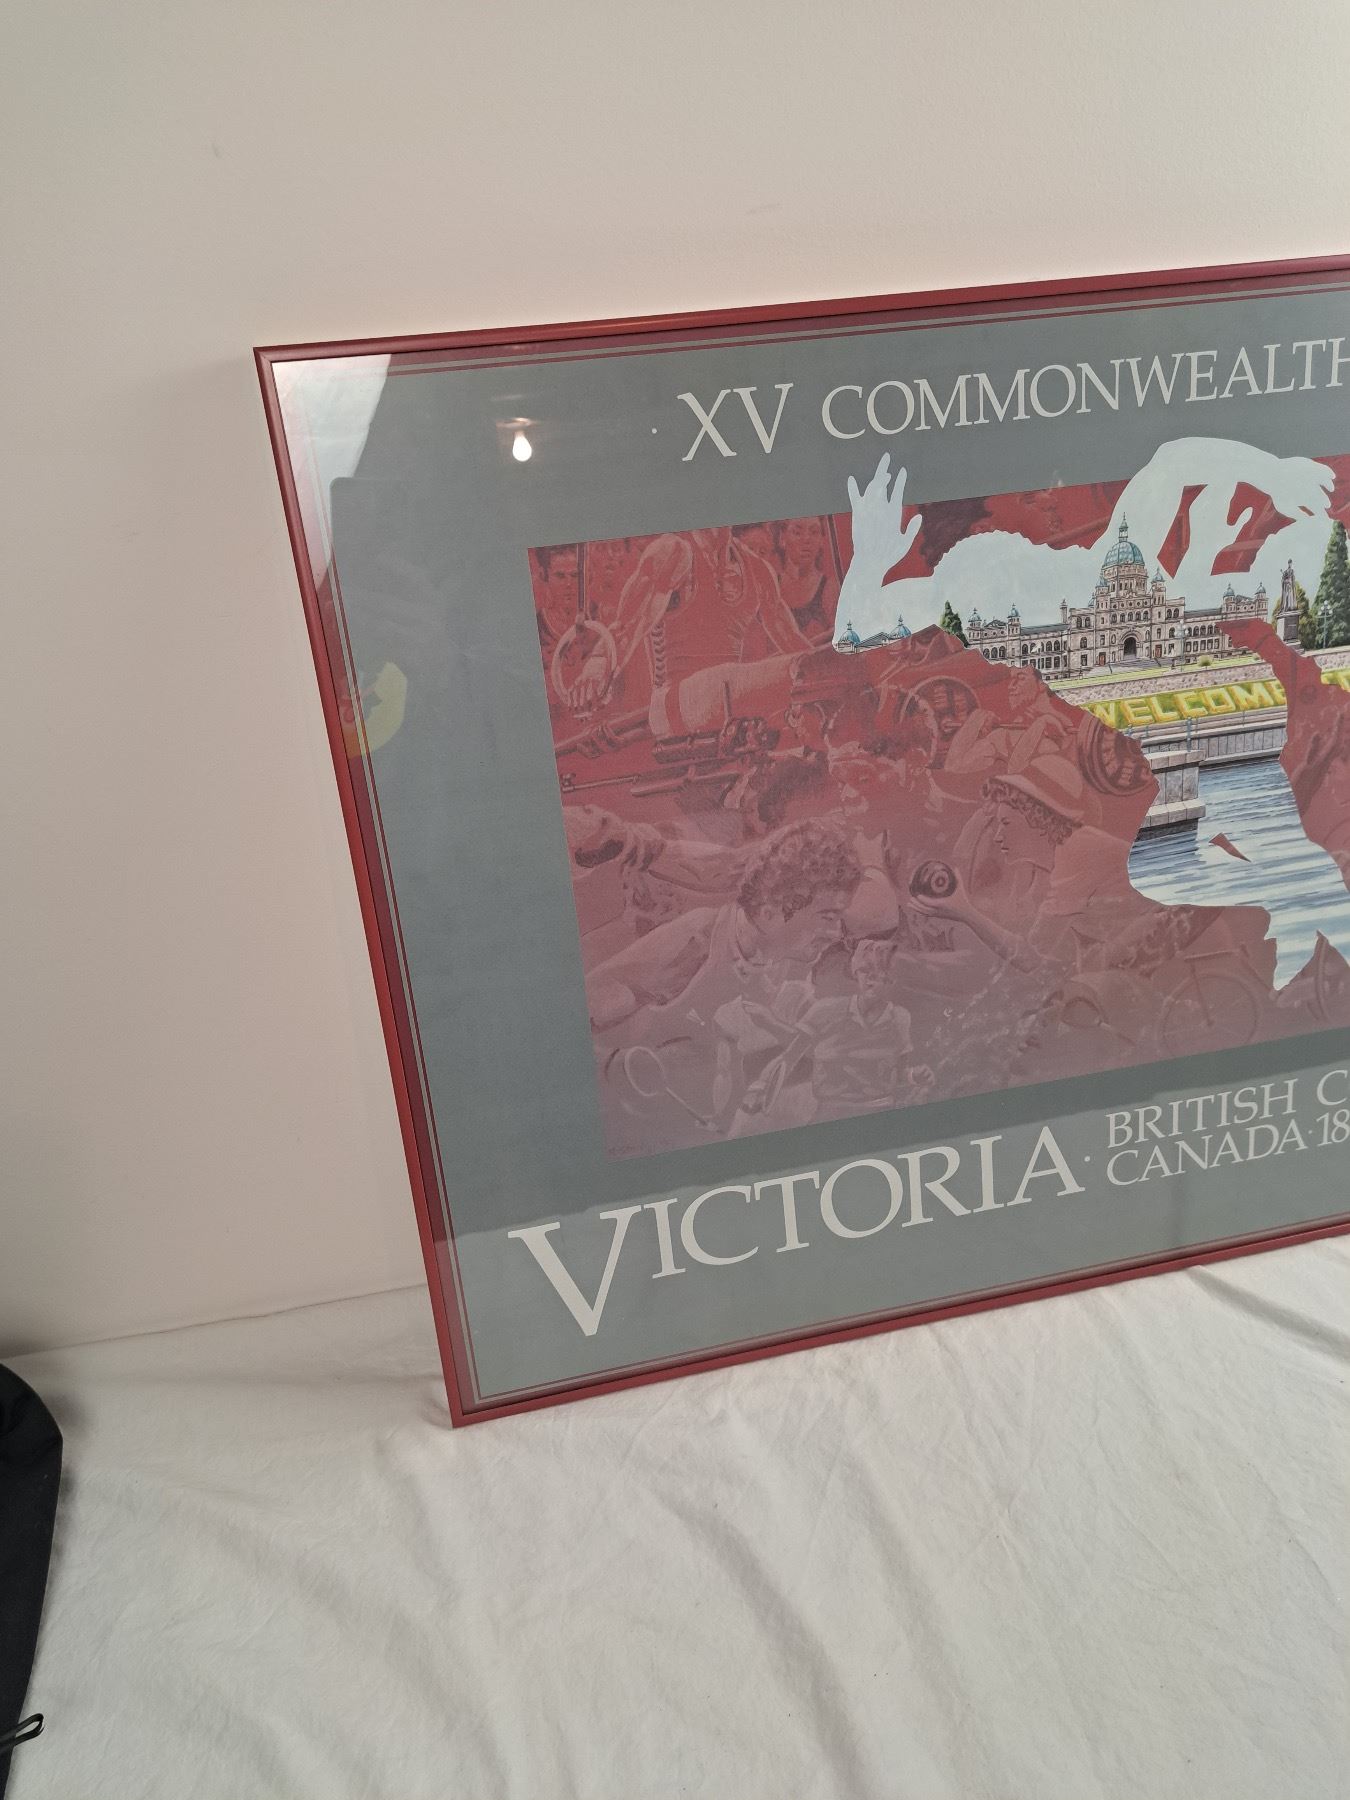 · XV COMMONWEALTH
WELCOME
VICTORIA · BRITISH C
CANADA · 18